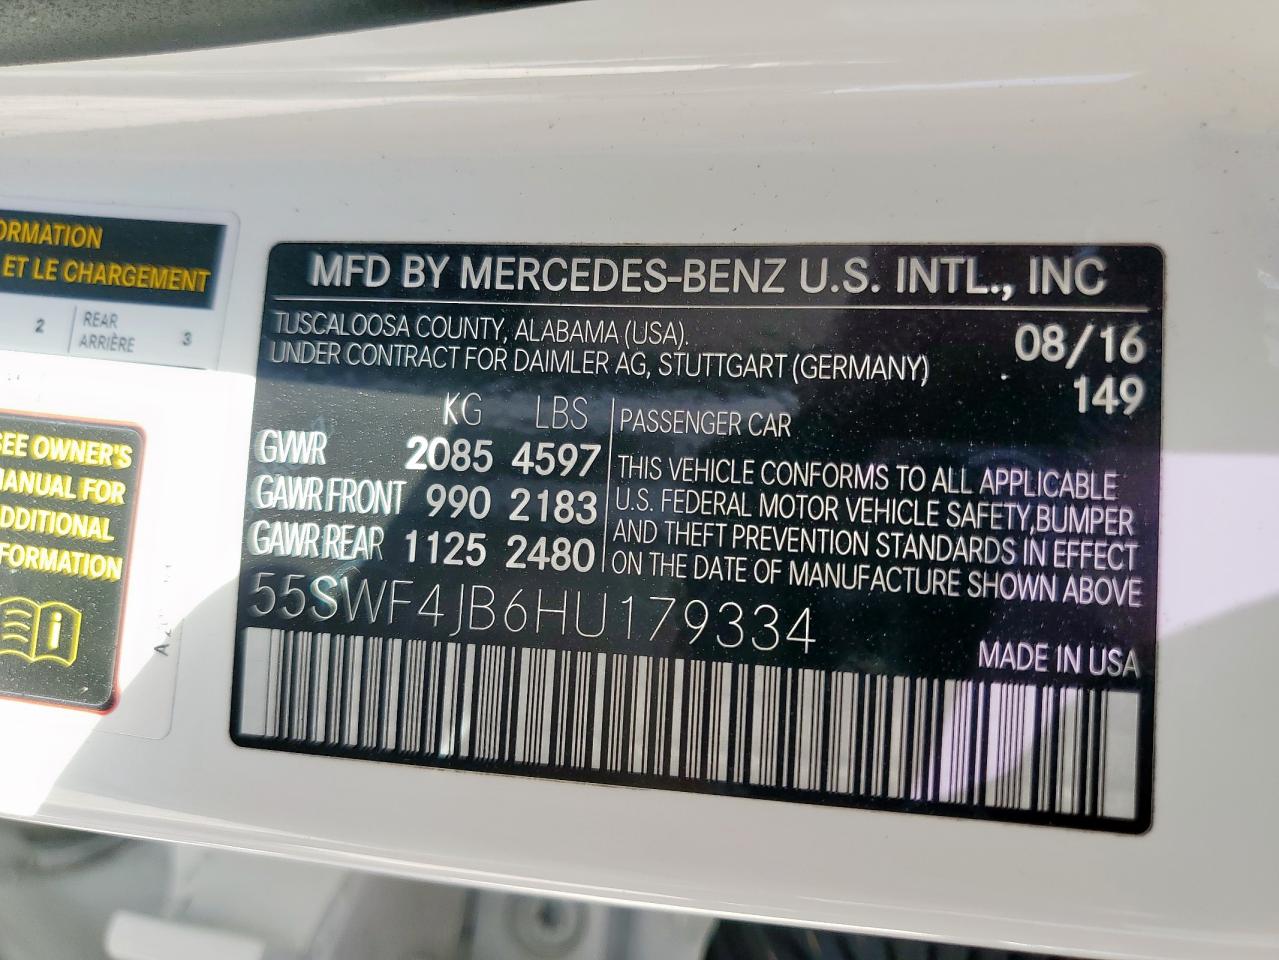 ORMATION
ET LE CHARGEMENT
2 REAR 3
ARRIÈRE
SEE OWNER'S
MANUAL FOR
ADDITIONAL
FORMATION
i
MFD BY MERCEDES-BENZ U.S. INTL., INC
TUSCALOOSA COUNTY, ALABAMA (USA). 08/16
UNDER CONTRACT FOR DAIMLER AG, STUTTGART (GERMANY)
149
KG LBS
GVWR 2085 4597
GAWR FRONT 990 2183
GAWR REAR 1125 2480
PASSENGER CAR
THIS VEHICLE CONFORMS TO ALL APPLICABLE
U.S. FEDERAL MOTOR VEHICLE SAFETY,BUMPER
AND THEFT PREVENTION STANDARDS IN EFFECT
ON THE DATE OF MANUFACTURE SHOWN ABOVE
55SWF4JB6HU179334
MADE IN USA